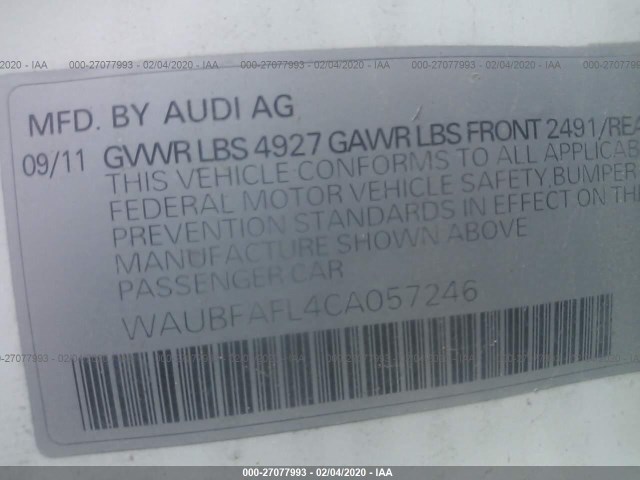 000-27077993 - 02/04/2020 - IAA
MFD. BY AUDI AG
09/11 GVWR LBS 4927 GAWR LBS FRONT 2491/REA
THIS VEHICLE CONFORMS TO ALL APPLICAB
FEDERAL MOTOR VEHICLE SAFETY, BUMPER
PREVENTION STANDARDS IN EFFECT ON THE
MANUFACTURE SHOWN ABOVE
PASSENGER CAR
WAUBFAFL4CA057246
000-27077993 - 02/04/2020 - IAA